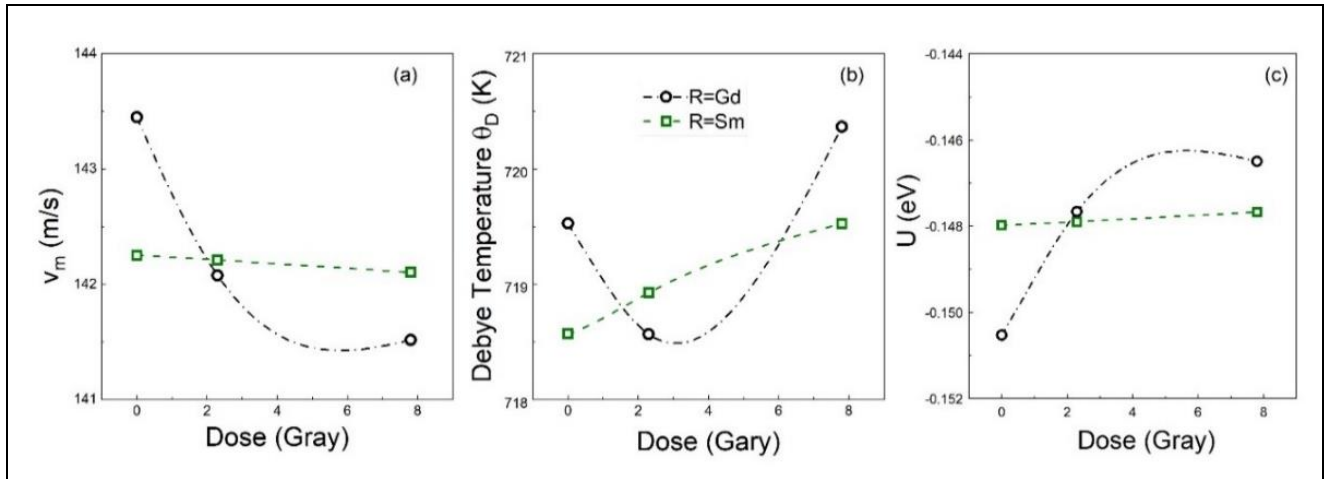 144
143
142
141
v_m (m/s)
(a)
0 2 4 6 8
Dose (Gray)
721
720
719
718
Debye Temperature θ_D (K)
(b)
R=Gd
R=Sm
0 2 4 6 8
Dose (Gary)
-0.144
-0.146
-0.148
-0.150
-0.152
U (eV)
(c)
0 2 4 6 8
Dose (Gray)